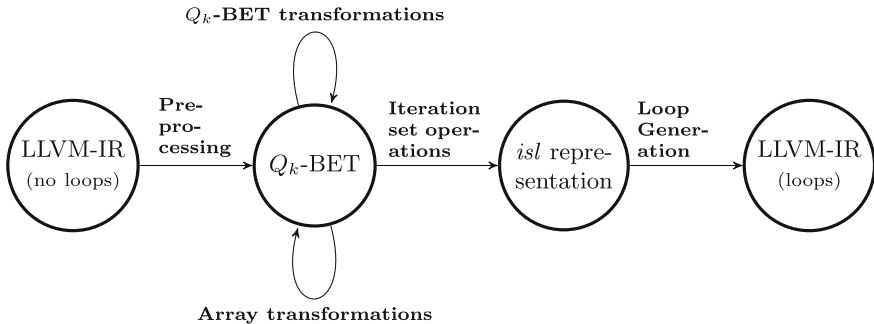 Q_k-BET transformations
LLVM-IR
(no loops)
Pre-
pro-
cessing
Q_k-BET
Iteration
set oper-
ations
isl repre-
sentation
Loop
Gener-
ation
LLVM-IR
(loops)
Array transformations